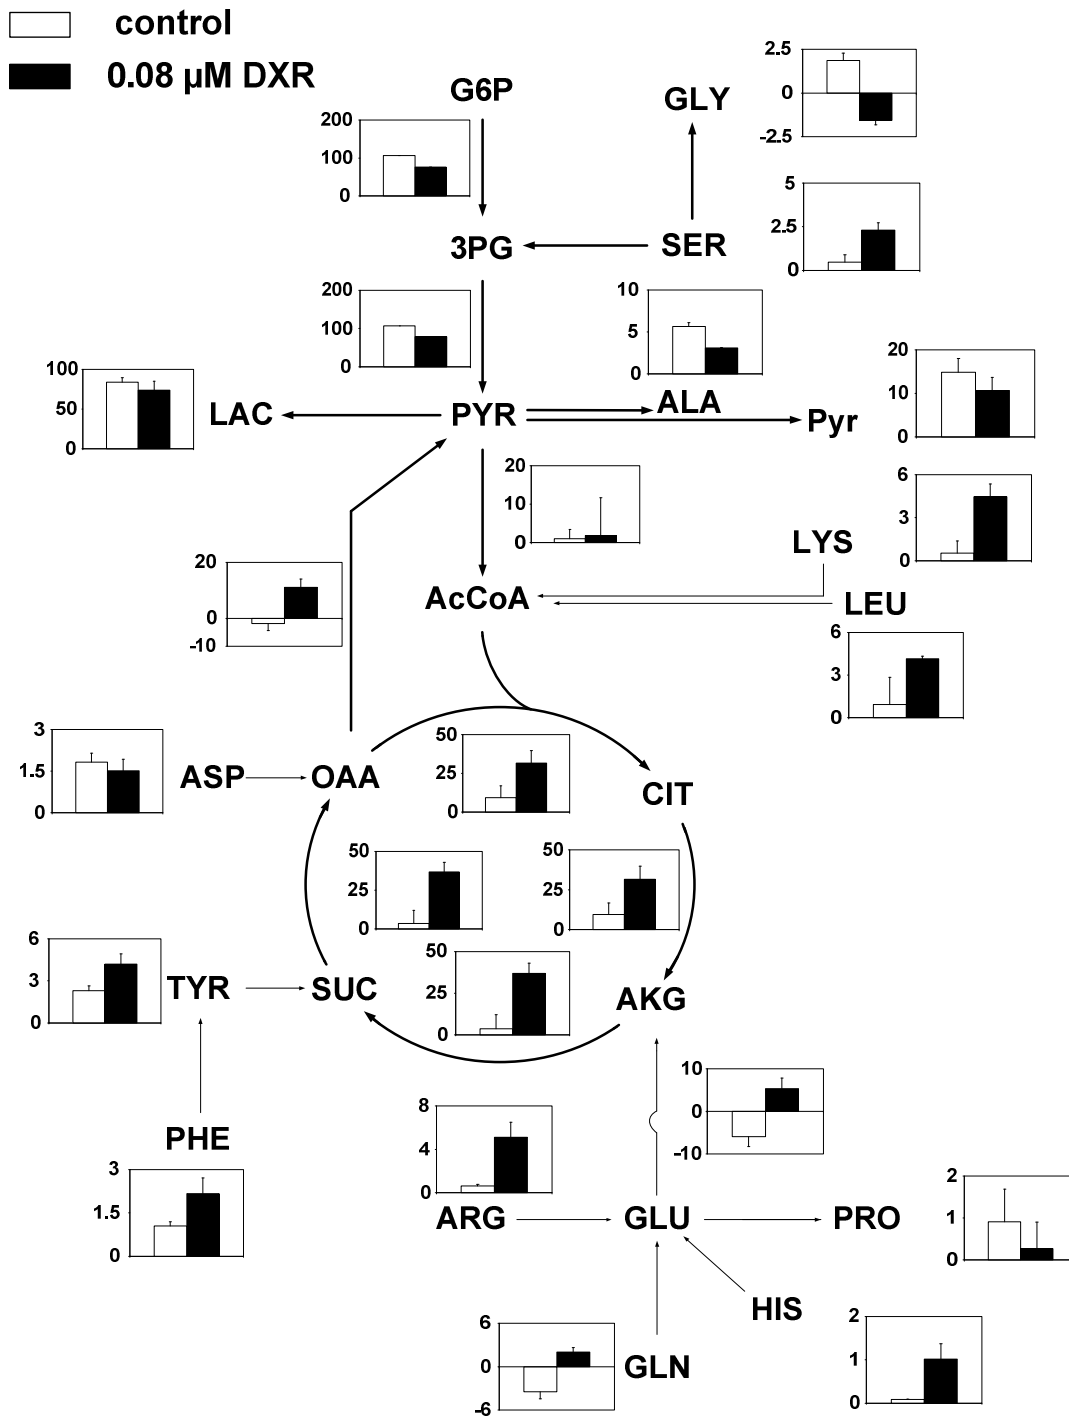 control
0.08 µM DXR
G6P
GLY
2.5
0
-2.5
200
100
0
5
2.5
0
3PG
SER
200
100
0
10
5
0
100
50
0
LAC
PYR
ALA
Pyr
20
10
0
20
10
0
6
3
0
LYS
20
0
-10
AcCoA
LEU
6
3
0
3
1.5
0
ASP
OAA
50
25
0
CIT
50
25
0
50
25
0
6
3
0
TYR
SUC
50
25
0
AKG
10
0
-10
8
4
0
PHE
3
1.5
0
ARG
GLU
PRO
2
1
0
HIS
6
0
-6
GLN
2
1
0